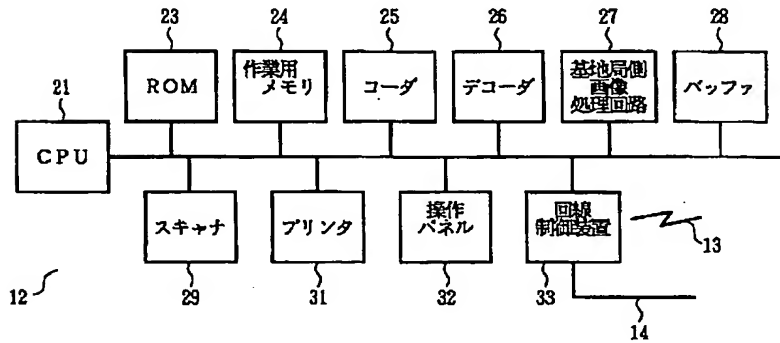 23
24
25
26
27
28
21
ROM
作業用
メモリ
コーダ
デコーダ
基地局側
画像
処理回路
バッファ
CPU
スキャナ
プリンタ
操作
パネル
回線
制御装置
13
12
29
31
32
33
14